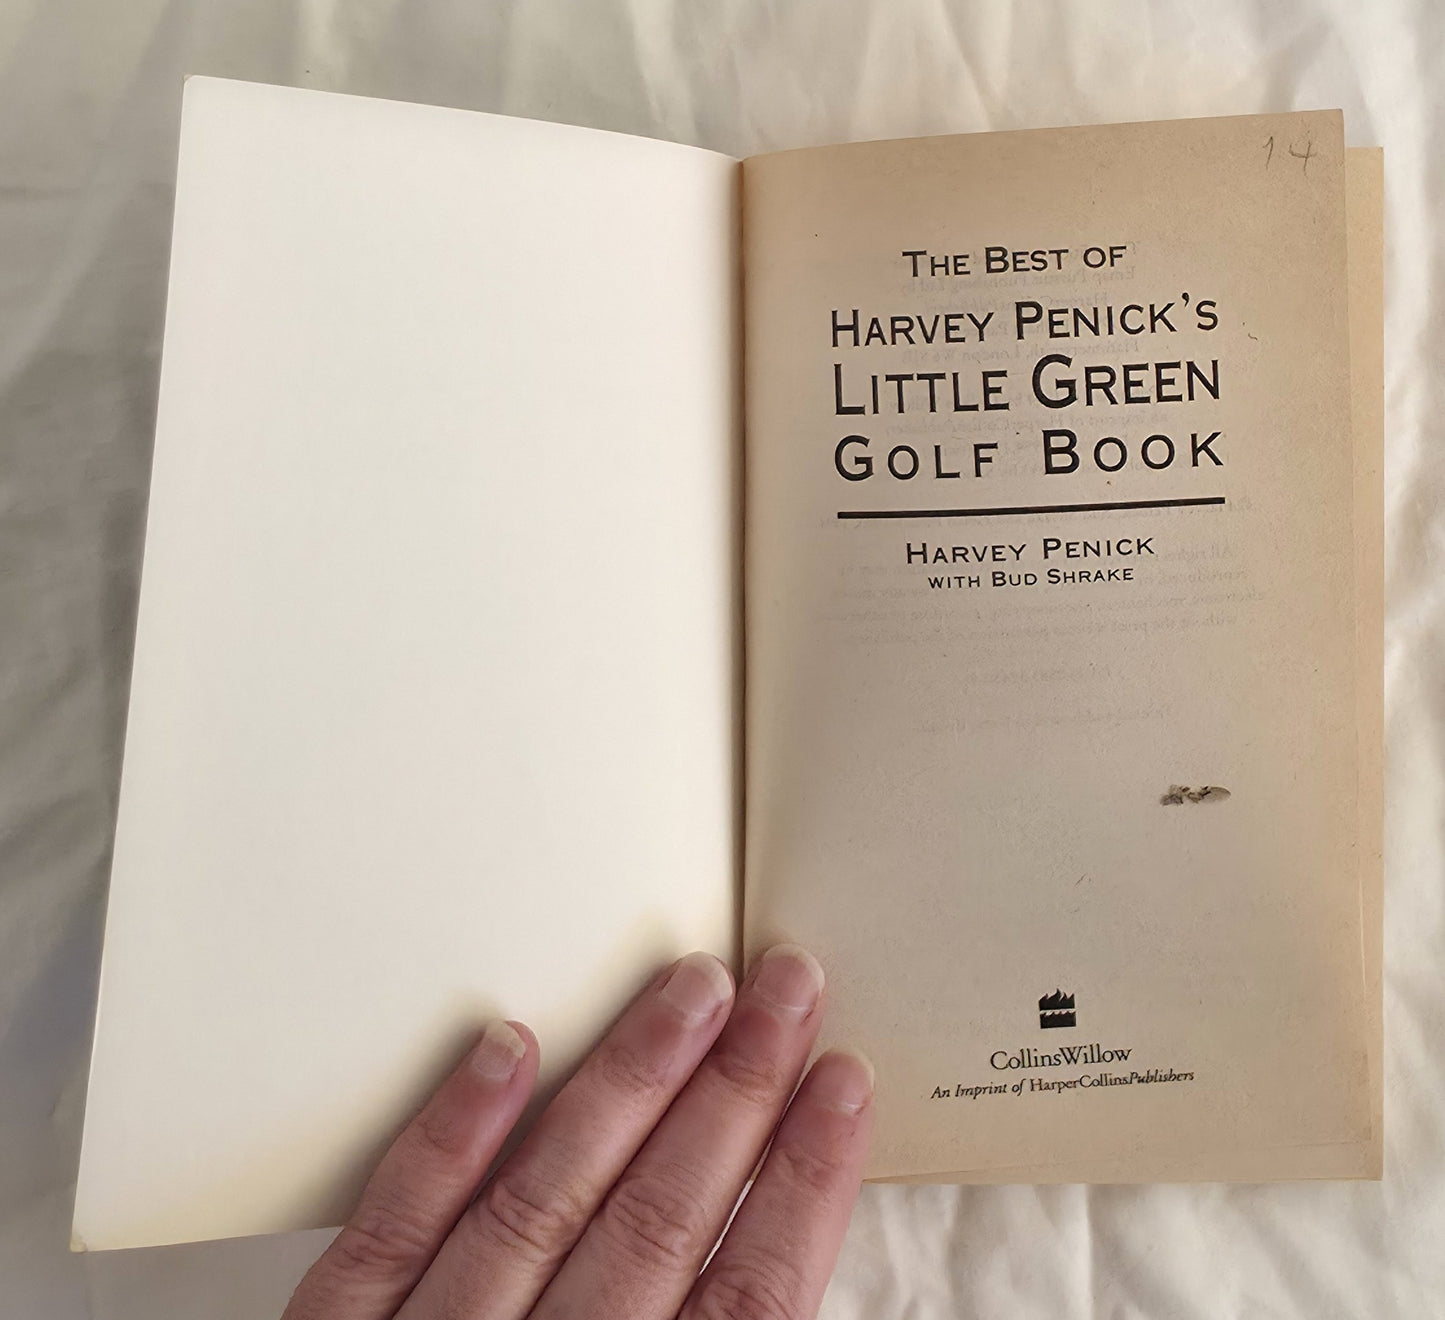 14
THE BEST OF
HARVEY PENICK'S
LITTLE GREEN
GOLF BOOK
HARVEY PENICK
WITH BUD SHRAKE
CollinsWillow
An Imprint of HarperCollinsPublishers